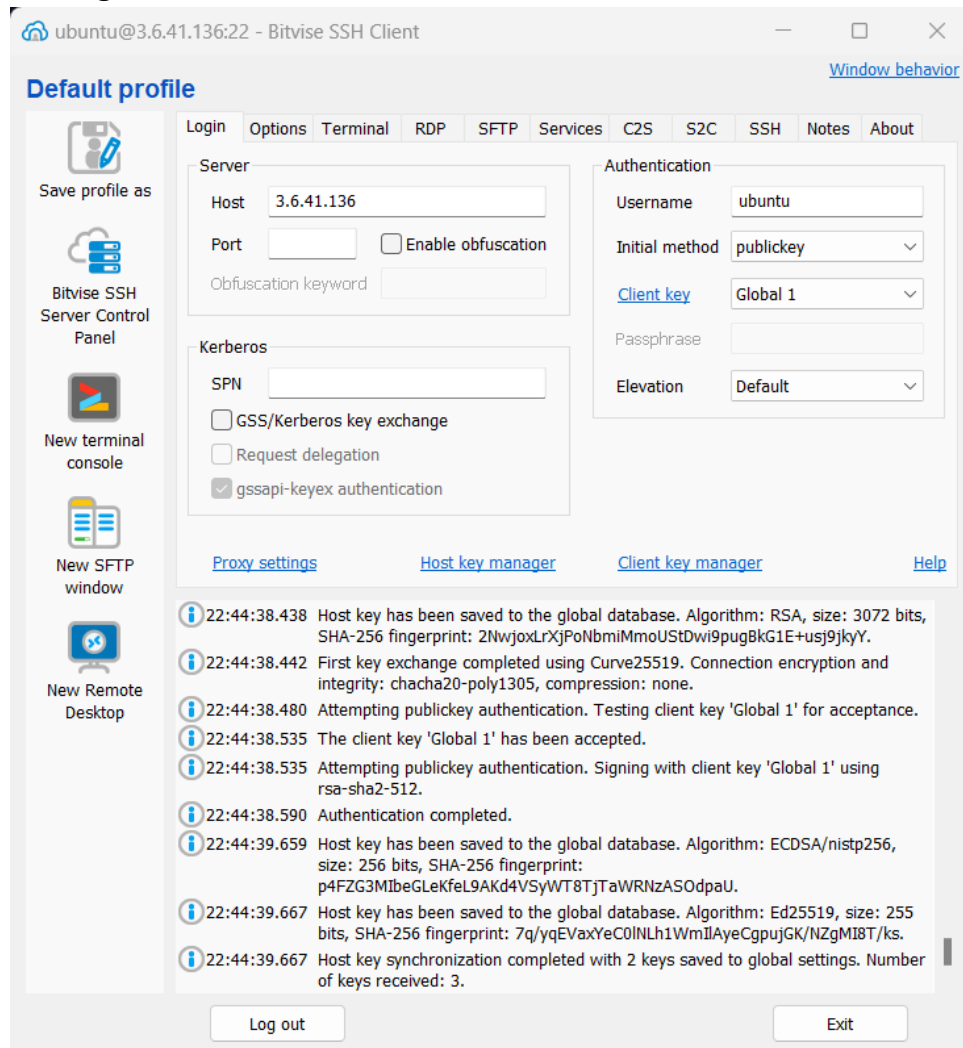 ubuntu@3.6.41.136:22 - Bitvise SSH Client
Window behavior
Default profile
Save profile as
Bitvise SSH
Server Control
Panel
New terminal
console
New SFTP
window
New Remote
Desktop
Login Options Terminal RDP SFTP Services C2S S2C SSH Notes About
Server
Host 3.6.41.136
Port Enable obfuscation
Obfuscation keyword
Kerberos
SPN
GSS/Kerberos key exchange
Request delegation
gssapi-keyex authentication
Authentication
Username ubuntu
Initial method publickey
Client key Global 1
Passphrase
Elevation Default
Proxy settings Host key manager Client key manager Help
22:44:38.438 Host key has been saved to the global database. Algorithm: RSA, size: 3072 bits,
SHA-256 fingerprint: 2NwjoxLrXjPoNbmiMmoUStDwi9pugBkG1E+usj9jkyY.
22:44:38.442 First key exchange completed using Curve25519. Connection encryption and
integrity: chacha20-poly1305, compression: none.
22:44:38.480 Attempting publickey authentication. Testing client key 'Global 1' for acceptance.
22:44:38.535 The client key 'Global 1' has been accepted.
22:44:38.535 Attempting publickey authentication. Signing with client key 'Global 1' using
rsa-sha2-512.
22:44:38.590 Authentication completed.
22:44:39.659 Host key has been saved to the global database. Algorithm: ECDSA/nistp256,
size: 256 bits, SHA-256 fingerprint:
p4FZG3MIbeGLeKfeL9AKd4VSyWT8TjTaWRNzASOdpaU.
22:44:39.667 Host key has been saved to the global database. Algorithm: Ed25519, size: 255
bits, SHA-256 fingerprint: 7q/yqEVaxYeC0lNLh1WmIlAyeCgpujGK/NZgMI8T/ks.
22:44:39.667 Host key synchronization completed with 2 keys saved to global settings. Number
of keys received: 3.
Log out Exit